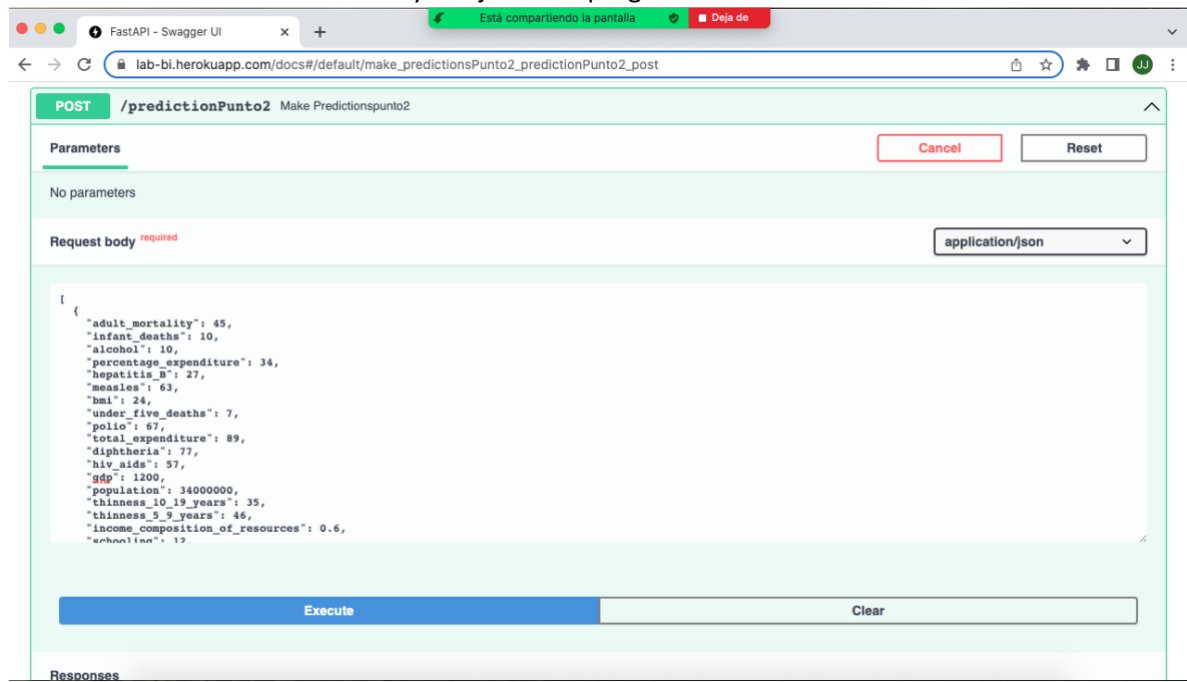 Está compartiendo la pantalla
Deja de
FastAPI - Swagger UI
lab-bi.herokuapp.com/docs#/default/make_predictionsPunto2_predictionPunto2_post
JJ
POST /predictionPunto2 Make Predictionspunto2
Parameters
Cancel
Reset
No parameters
Request body required
application/json
[
{
"adult_mortality": 45,
"infant_deaths": 10,
"alcohol": 10,
"percentage_expenditure": 34,
"hepatitis_B": 27,
"measles": 63,
"bmi": 24,
"under_five_deaths": 7,
"polio": 67,
"total_expenditure": 89,
"diphtheria": 77,
"hiv_aids": 57,
"gdp": 1200,
"population": 34000000,
"thinness_10_19_years": 35,
"thinness_5_9_years": 46,
"income_composition_of_resources": 0.6,
"schooling": 12,
Execute
Clear
Responses